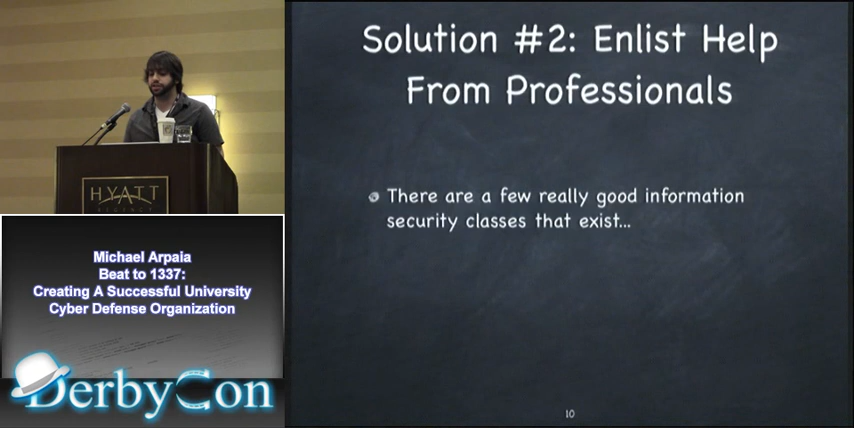 Solution #2: Enlist Help
From Professionals
There are a few really good information
security classes that exist...
10
HYATT
REGENCY
Michael Arpaia
Beat to 1337:
Creating A Successful University
Cyber Defense Organization
DerbyCon